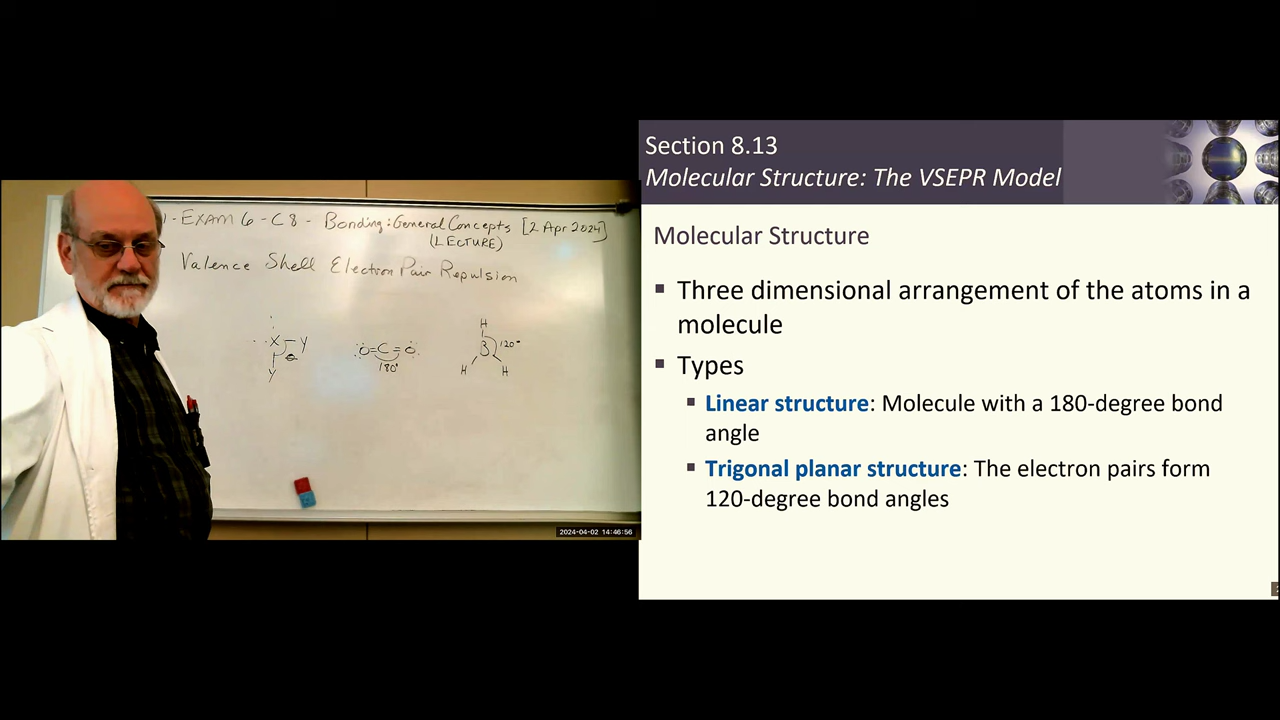 - EXAM 6 - C8 - Bonding: General Concepts [2 Apr 2024]
(LECTURE)
Valence Shell Electron Pair Repulsion
X - Y
Θ
Y
O=C=O
180°
H
B 120°
H H
2024-04-02 14:46:56
Section 8.13
Molecular Structure: The VSEPR Model
Molecular Structure
▪ Three dimensional arrangement of the atoms in a
molecule
▪ Types
▪ Linear structure: Molecule with a 180-degree bond
angle
▪ Trigonal planar structure: The electron pairs form
120-degree bond angles